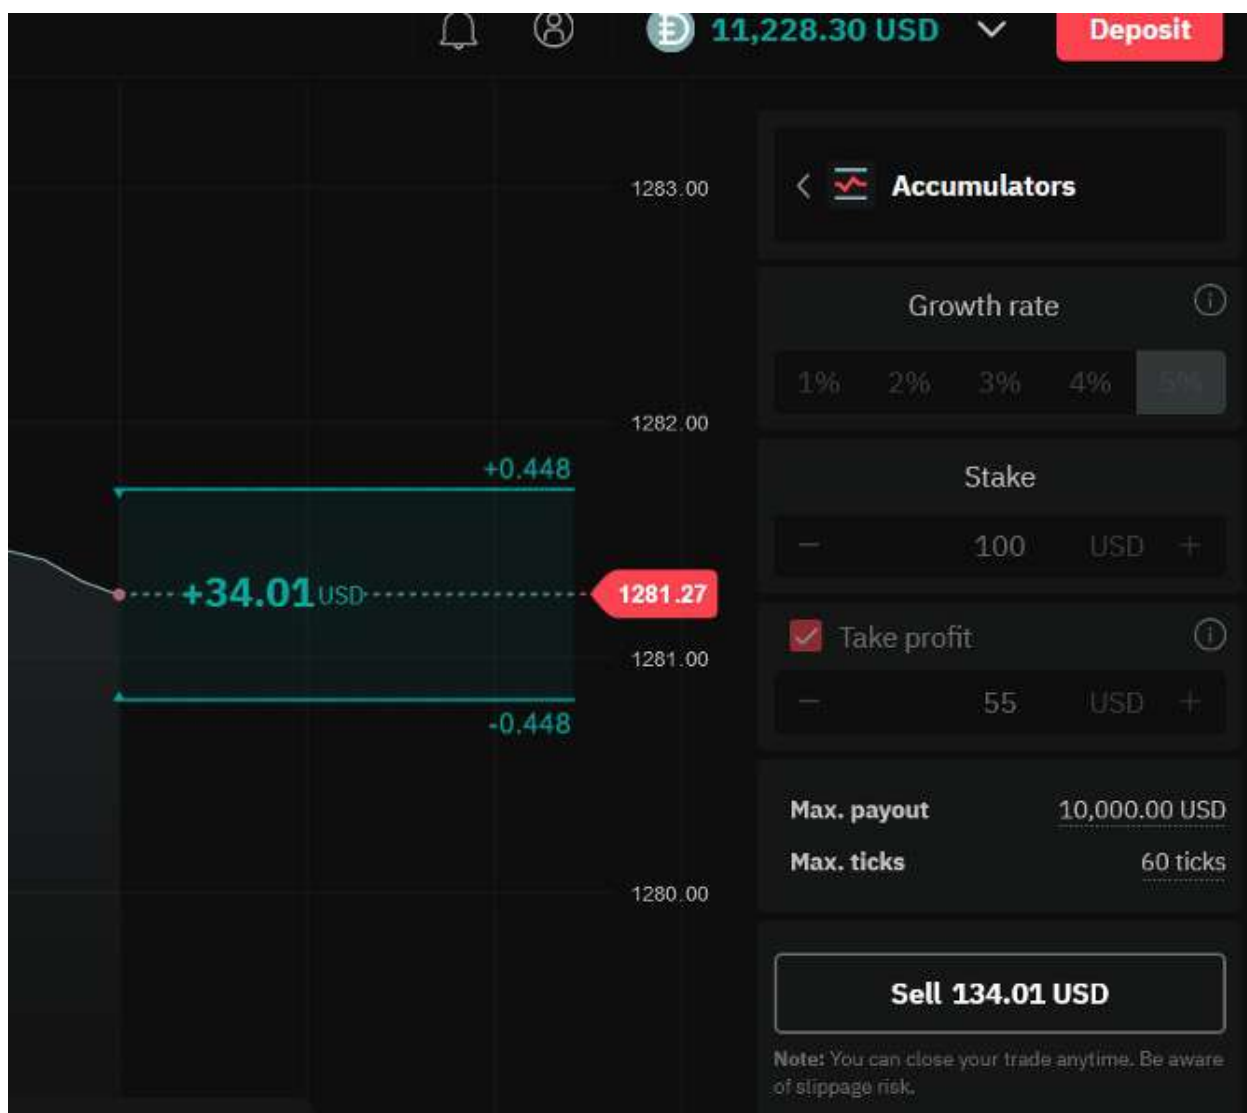 11,228.30 USD
Deposit
1283.00
1282.00
+0.448
+34.01 USD
1281.27
1281.00
-0.448
1280.00
Accumulators
Growth rate
1% 2% 3% 4% 5%
Stake
− 100 USD +
Take profit
− 55 USD +
Max. payout 10,000.00 USD
Max. ticks 60 ticks
Sell 134.01 USD
Note: You can close your trade anytime. Be aware
of slippage risk.